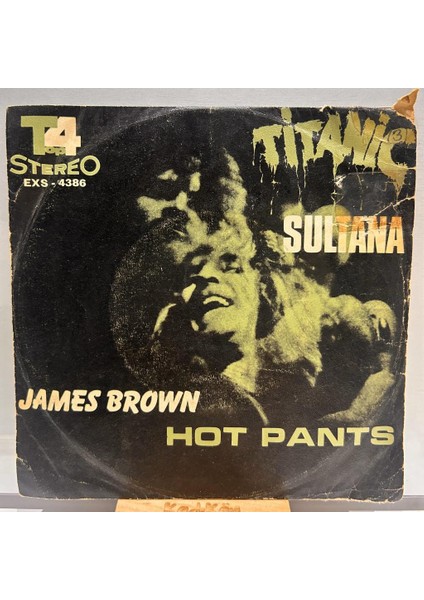 T4
STEREO
EXS - 4386
TiTANiC
SULTANA
JAMES BROWN
HOT PANTS